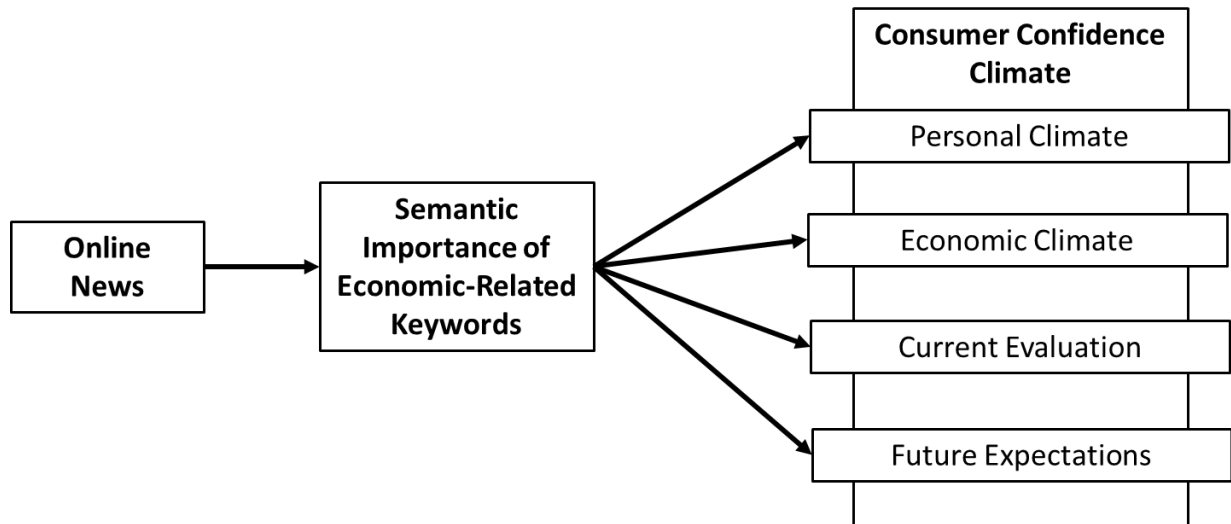 Online
News
Semantic
Importance of
Economic-Related
Keywords
Consumer Confidence
Climate
Personal Climate
Economic Climate
Current Evaluation
Future Expectations